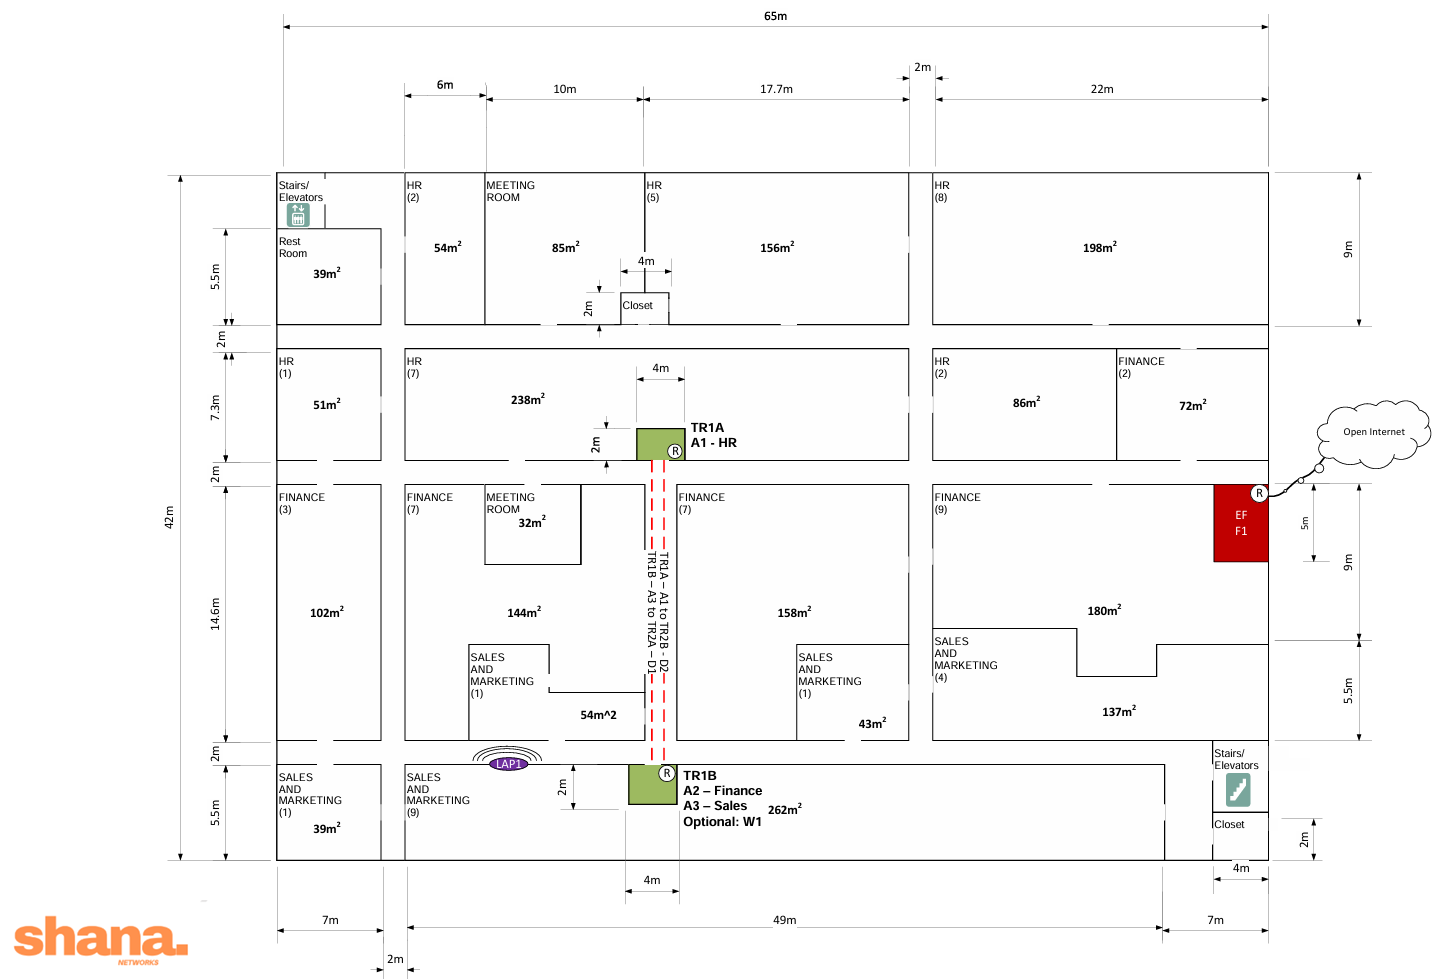 65m
2m
6m
10m
17.7m
22m
Stairs/
Elevators
HR
(2)
MEETING
ROOM
HR
(5)
HR
(8)
Rest
Room
39m²
54m²
85m²
156m²
198m²
4m
2m
Closet
5.5m
9m
2m
HR
(1)
HR
(7)
HR
(2)
FINANCE
(2)
4m
51m²
238m²
86m²
72m²
7.3m
2m
TR1A
A1 - HR
R
Open Internet
2m
42m
FINANCE
(3)
FINANCE
(7)
MEETING
ROOM
32m²
FINANCE
(7)
FINANCE
(9)
R
EF
F1
5m
9m
TR1A – A1 to TR2B - D2
TR1B – A3 to TR2A – D1
14.6m
102m²
144m²
158m²
180m²
SALES
AND
MARKETING
(1)
54m^2
SALES
AND
MARKETING
(1)
43m²
SALES
AND
MARKETING
(4)
137m²
5.5m
2m
LAP1
Stairs/
Elevators
SALES
AND
MARKETING
(1)
39m²
SALES
AND
MARKETING
(9)
2m
R
TR1B
A2 – Finance
A3 – Sales
Optional: W1
262m²
5.5m
Closet
2m
4m
4m
7m
49m
7m
2m
shana.
NETWORKS